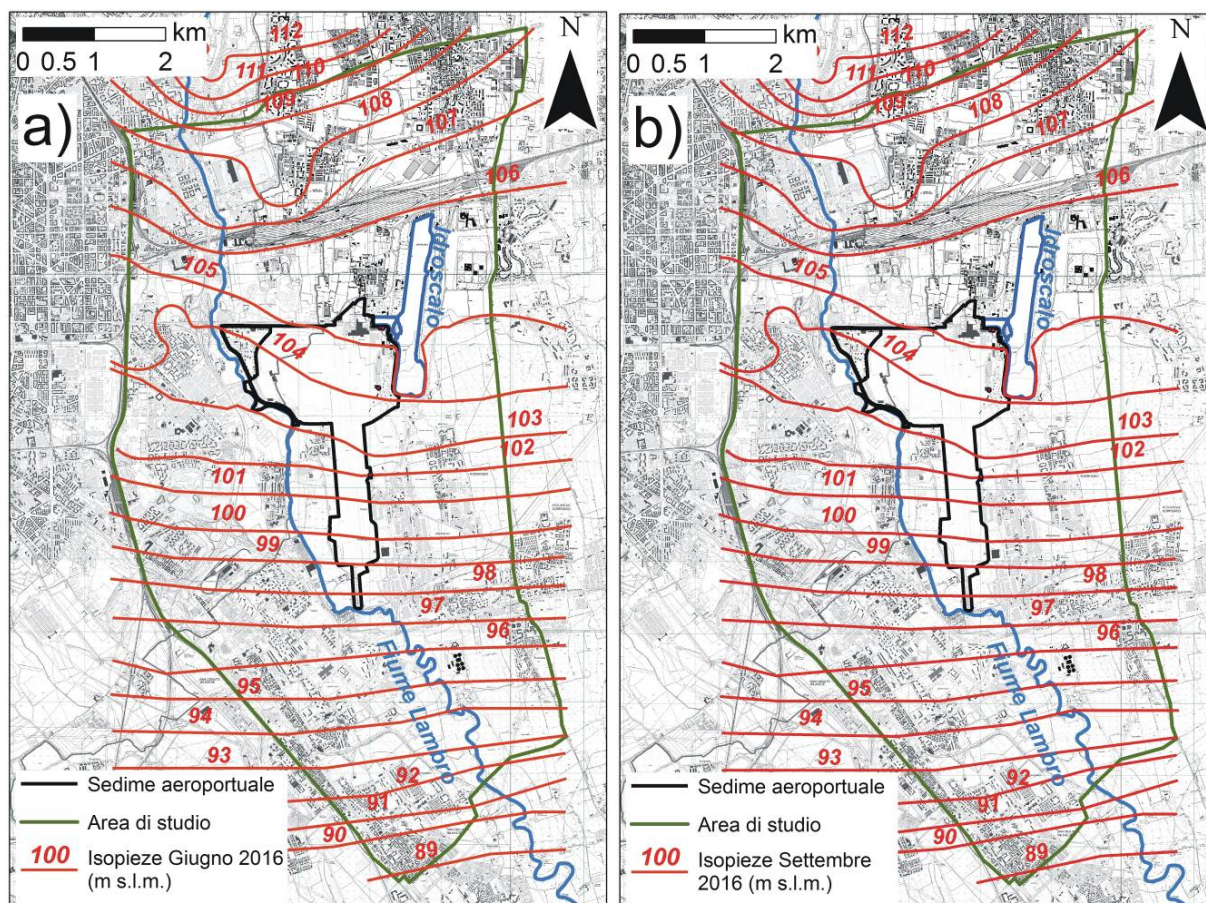 km
0 0.5 1 2
N
a)
112
111
110
109
108
107
106
105
Idroscalo
104
103
102
101
100
99
98
97
96
Fiume Lambro
95
94
93
92
91
90
89
Sedime aeroportuale
Area di studio
100 Isopieze Giugno 2016
(m s.l.m.)
km
0 0.5 1 2
N
b)
112
111
110
109
108
107
106
105
Idroscalo
104
103
102
101
100
99
98
97
96
Fiume Lambro
95
94
93
92
91
90
89
Sedime aeroportuale
Area di studio
100 Isopieze Settembre
2016 (m s.l.m.)